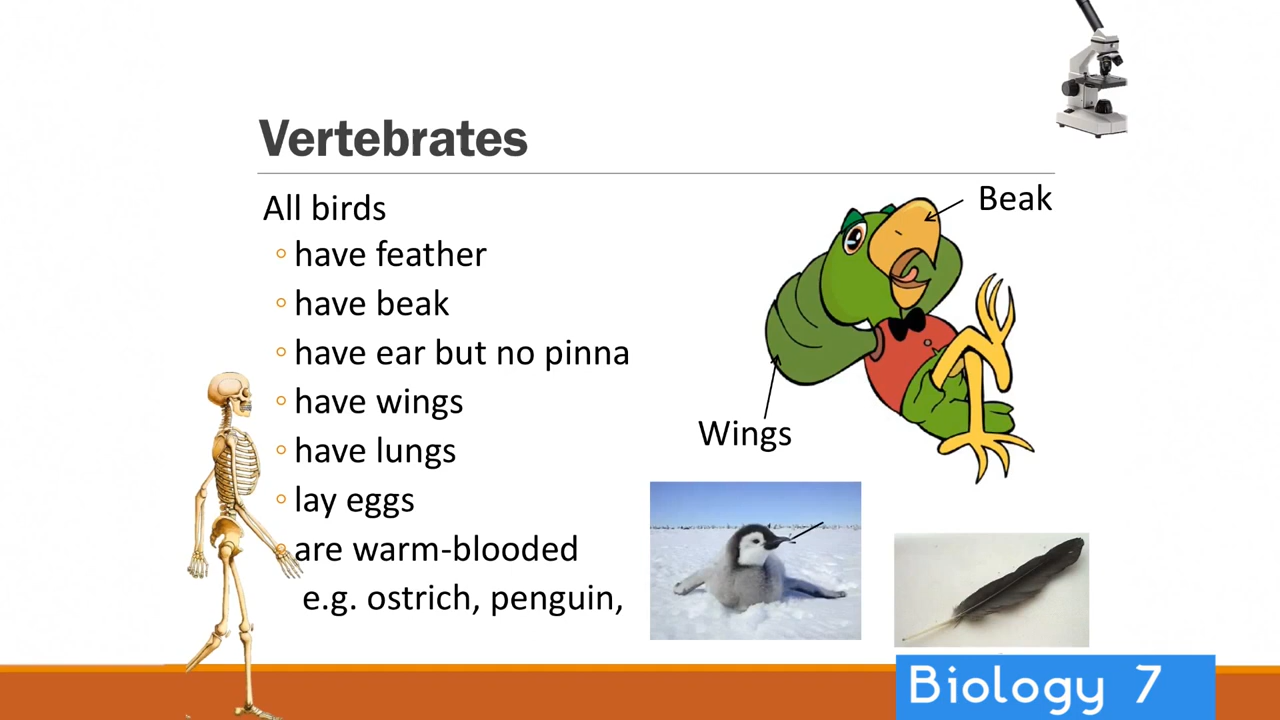 Vertebrates
All birds
have feather
have beak
have ear but no pinna
have wings
have lungs
lay eggs
are warm-blooded
e.g. ostrich, penguin,
Beak
Wings
Biology 7